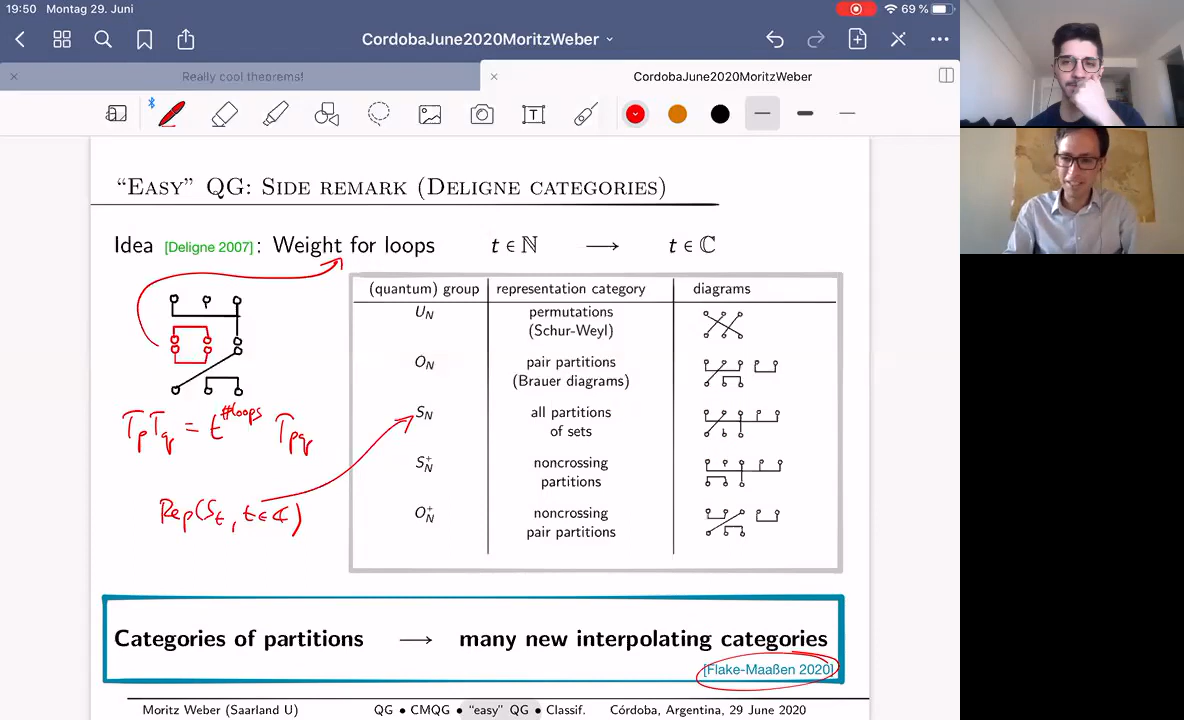 19:50 Montag 29. Juni 69 %
CordobaJune2020MoritzWeber
Really cool theorems!
CordobaJune2020MoritzWeber
"EASY" QG: SIDE REMARK (DELIGNE CATEGORIES)
Idea [Deligne 2007]: Weight for loops t ∈ ℕ ⟶ t ∈ ℂ
(quantum) group representation category diagrams
U_N permutations
(Schur-Weyl)
O_N pair partitions
(Brauer diagrams)
S_N all partitions
of sets
S_N^+ noncrossing
partitions
O_N^+ noncrossing
pair partitions
T_p T_q = t^#loops T_pq
Rep(S_t, t∈ℂ)
Categories of partitions ⟶ many new interpolating categories
[Flake-Maaßen 2020]
Moritz Weber (Saarland U) QG • CMQG • "easy" QG • Classif. Córdoba, Argentina, 29 June 2020